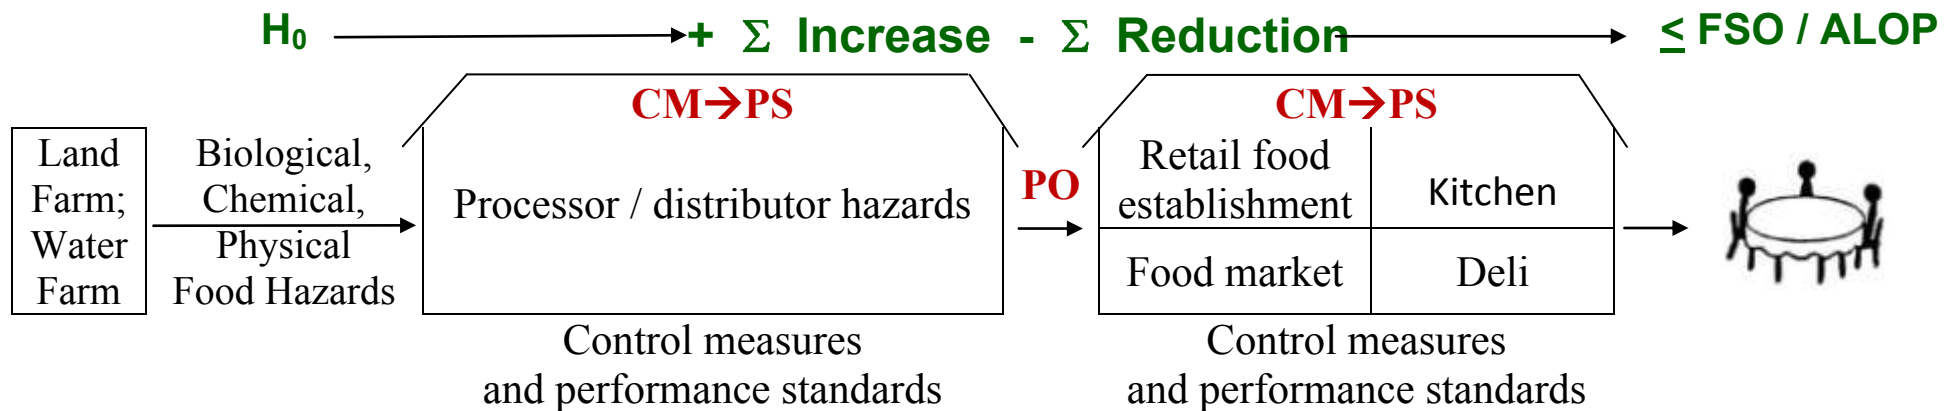 H₀ + Σ Increase - Σ Reduction ≤ FSO / ALOP
CM→PS
CM→PS
Land
Farm;
Water
Farm
Biological,
Chemical,
Physical
Food Hazards
Processor / distributor hazards
PO
Retail food
establishment
Kitchen
Food market
Deli
Control measures
and performance standards
Control measures
and performance standards